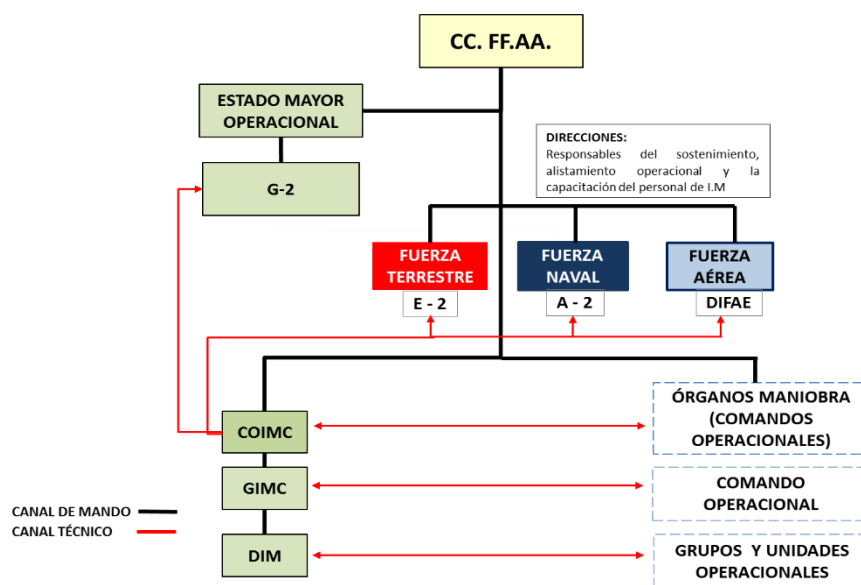 CC. FF.AA.
ESTADO MAYOR
OPERACIONAL
G-2
DIRECCIONES:
Responsables del sostenimiento,
alistamiento operacional y la
capacitación del personal de I.M
FUERZA
TERRESTRE
E - 2
FUERZA
NAVAL
A - 2
FUERZA
AÉREA
DIFAE
COIMC
ÓRGANOS MANIOBRA
(COMANDOS
OPERACIONALES)
GIMC
COMANDO
OPERACIONAL
CANAL DE MANDO
CANAL TÉCNICO
DIM
GRUPOS Y UNIDADES
OPERACIONALES